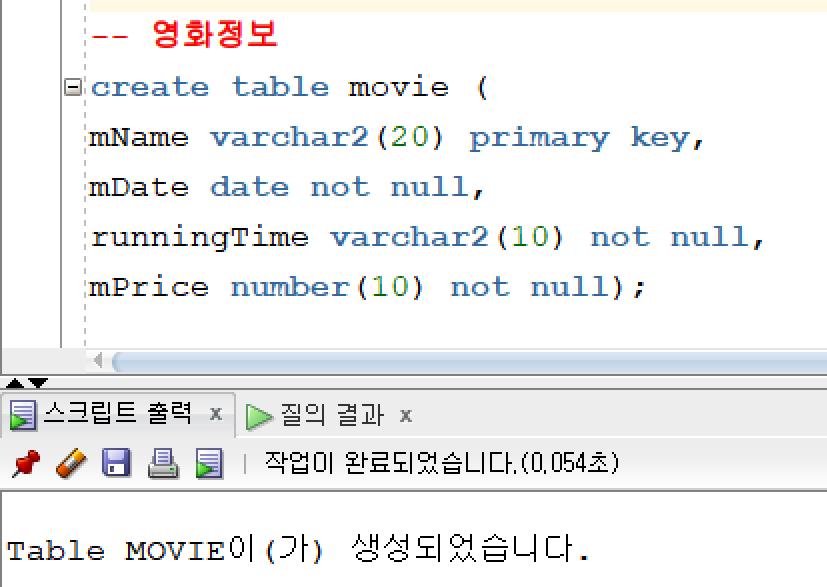 -- 영화정보
create table movie (
mName varchar2(20) primary key,
mDate date not null,
runningTime varchar2(10) not null,
mPrice number(10) not null);
스크립트 출력 x 질의 결과 x
작업이 완료되었습니다.(0.054초)
Table MOVIE이(가) 생성되었습니다.